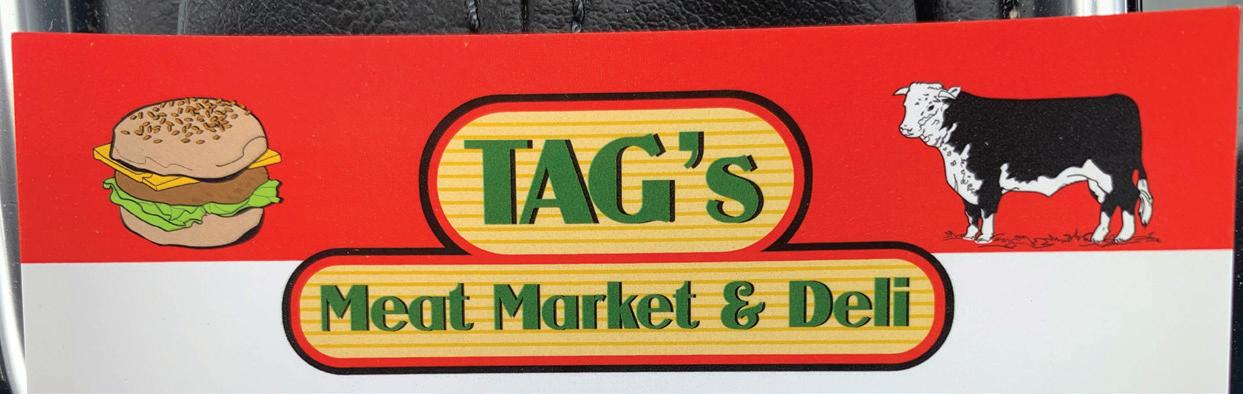 TAG's
Meat Market & Deli